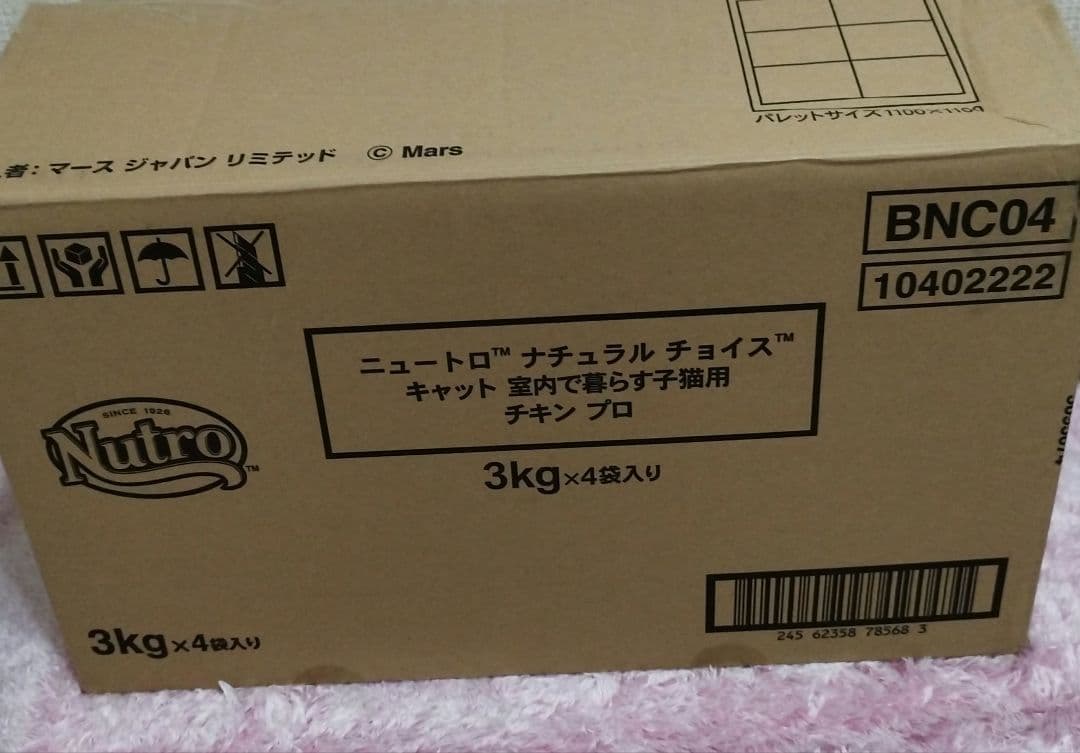 パレットサイズ1100×1104
者: マース ジャパン リミテッド © Mars
BNC04
10402222
ニュートロ™ ナチュラル チョイス™
キャット 室内で暮らす子猫用
チキン プロ
3kg×4袋入り
SINCE 1926
Nutro™
3kg×4袋入り
245 62358 78568 3